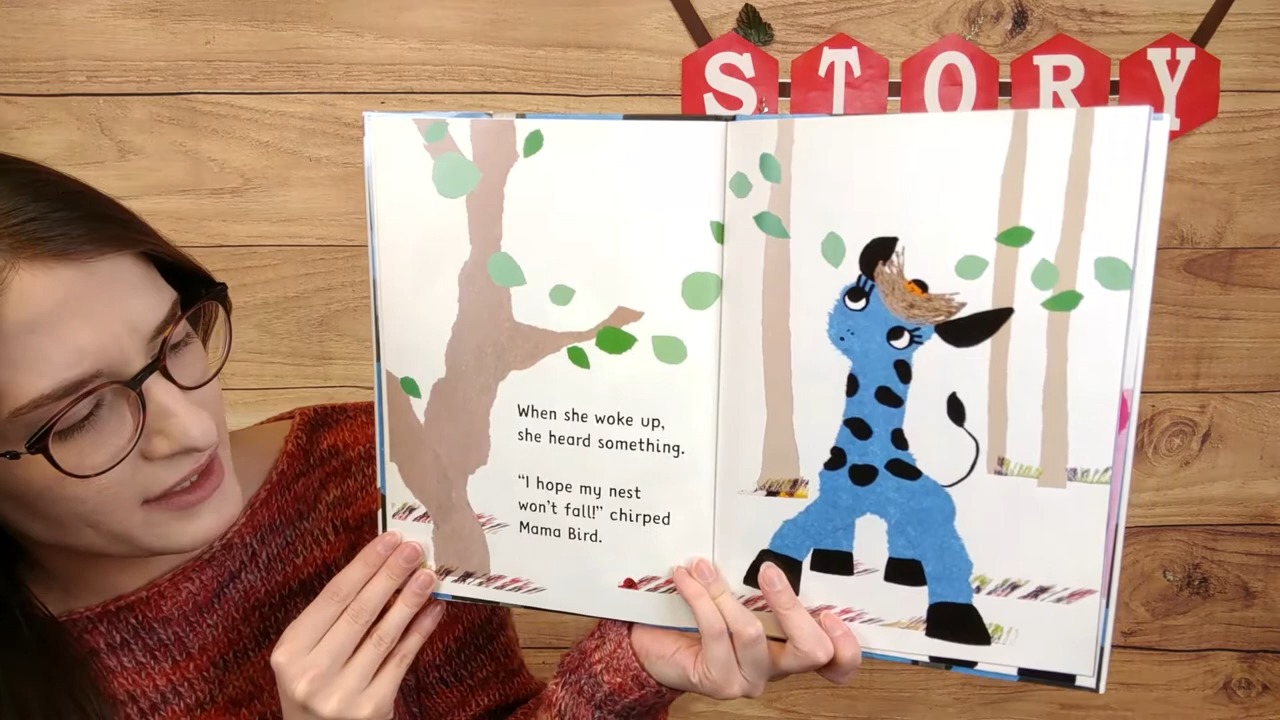 STORY
When she woke up,
she heard something.
“I hope my nest
won't fall!” chirped
Mama Bird.